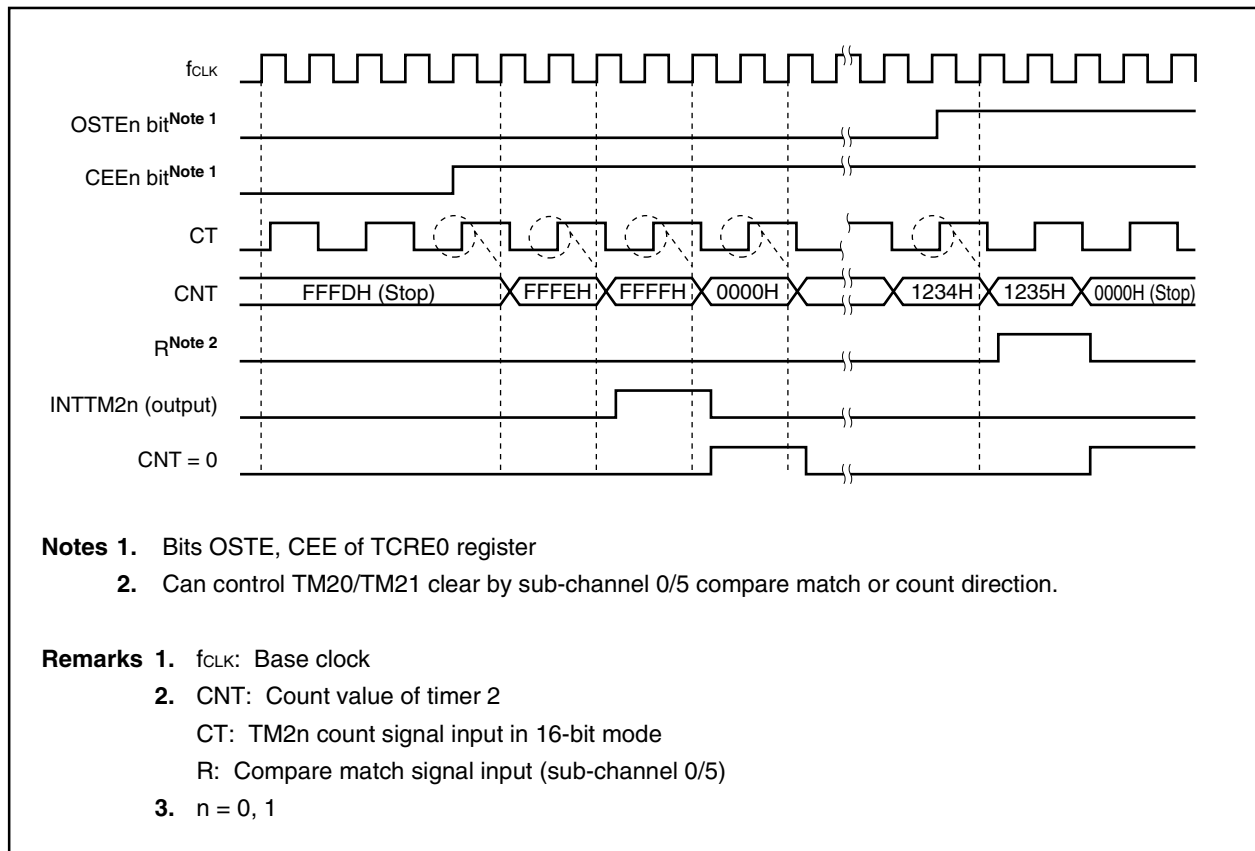 fCLK
OSTEn bitNote 1
CEEn bitNote 1
CT
CNT FFFDH (Stop) FFFEH FFFFH 0000H 1234H 1235H 0000H (Stop)
RNote 2
INTTM2n (output)
CNT = 0
Notes 1. Bits OSTE, CEE of TCRE0 register
2. Can control TM20/TM21 clear by sub-channel 0/5 compare match or count direction.
Remarks 1. fCLK: Base clock
2. CNT: Count value of timer 2
CT: TM2n count signal input in 16-bit mode
R: Compare match signal input (sub-channel 0/5)
3. n = 0, 1